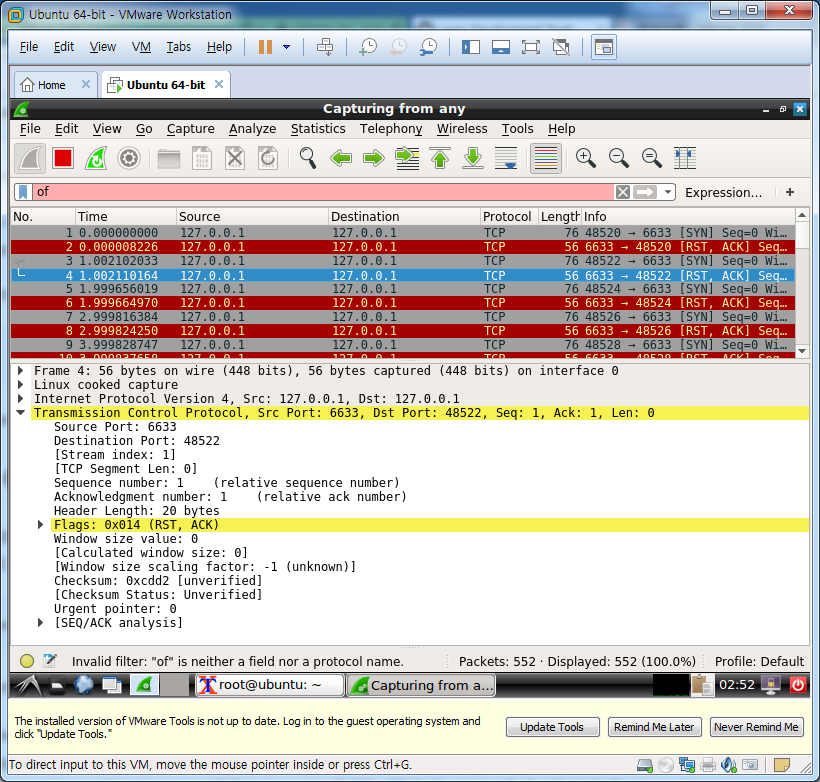 Ubuntu 64-bit - VMware Workstation
File Edit View VM Tabs Help
Home Ubuntu 64-bit
Capturing from any
File Edit View Go Capture Analyze Statistics Telephony Wireless Tools Help
of Expression... +
No. Time Source Destination Protocol Length Info
1 0.000000000 127.0.0.1 127.0.0.1 TCP 76 48520 → 6633 [SYN] Seq=0 Wi...
2 0.000008226 127.0.0.1 127.0.0.1 TCP 56 6633 → 48520 [RST, ACK] Seq...
3 1.002102033 127.0.0.1 127.0.0.1 TCP 76 48522 → 6633 [SYN] Seq=0 Wi...
4 1.002110164 127.0.0.1 127.0.0.1 TCP 56 6633 → 48522 [RST, ACK] Seq...
5 1.999656019 127.0.0.1 127.0.0.1 TCP 76 48524 → 6633 [SYN] Seq=0 Wi...
6 1.999664970 127.0.0.1 127.0.0.1 TCP 56 6633 → 48524 [RST, ACK] Seq...
7 2.999816384 127.0.0.1 127.0.0.1 TCP 76 48526 → 6633 [SYN] Seq=0 Wi...
8 2.999824250 127.0.0.1 127.0.0.1 TCP 56 6633 → 48526 [RST, ACK] Seq...
9 3.999828747 127.0.0.1 127.0.0.1 TCP 76 48528 → 6633 [SYN] Seq=0 Wi...
10 3.999837658 127.0.0.1 127.0.0.1 TCP 56 6633 → 48528 [RST, ACK] Seq...
Frame 4: 56 bytes on wire (448 bits), 56 bytes captured (448 bits) on interface 0
Linux cooked capture
Internet Protocol Version 4, Src: 127.0.0.1, Dst: 127.0.0.1
Transmission Control Protocol, Src Port: 6633, Dst Port: 48522, Seq: 1, Ack: 1, Len: 0
Source Port: 6633
Destination Port: 48522
[Stream index: 1]
[TCP Segment Len: 0]
Sequence number: 1 (relative sequence number)
Acknowledgment number: 1 (relative ack number)
Header Length: 20 bytes
Flags: 0x014 (RST, ACK)
Window size value: 0
[Calculated window size: 0]
[Window size scaling factor: -1 (unknown)]
Checksum: 0xcdd2 [unverified]
[Checksum Status: Unverified]
Urgent pointer: 0
[SEQ/ACK analysis]
Invalid filter: "of" is neither a field nor a protocol name. Packets: 552 · Displayed: 552 (100.0%) Profile: Default
root@ubuntu: ~ Capturing from a... 02:52
The installed version of VMware Tools is not up to date. Log in to the guest operating system and
click "Update Tools."
Update Tools Remind Me Later Never Remind Me
To direct input to this VM, move the mouse pointer inside or press Ctrl+G.